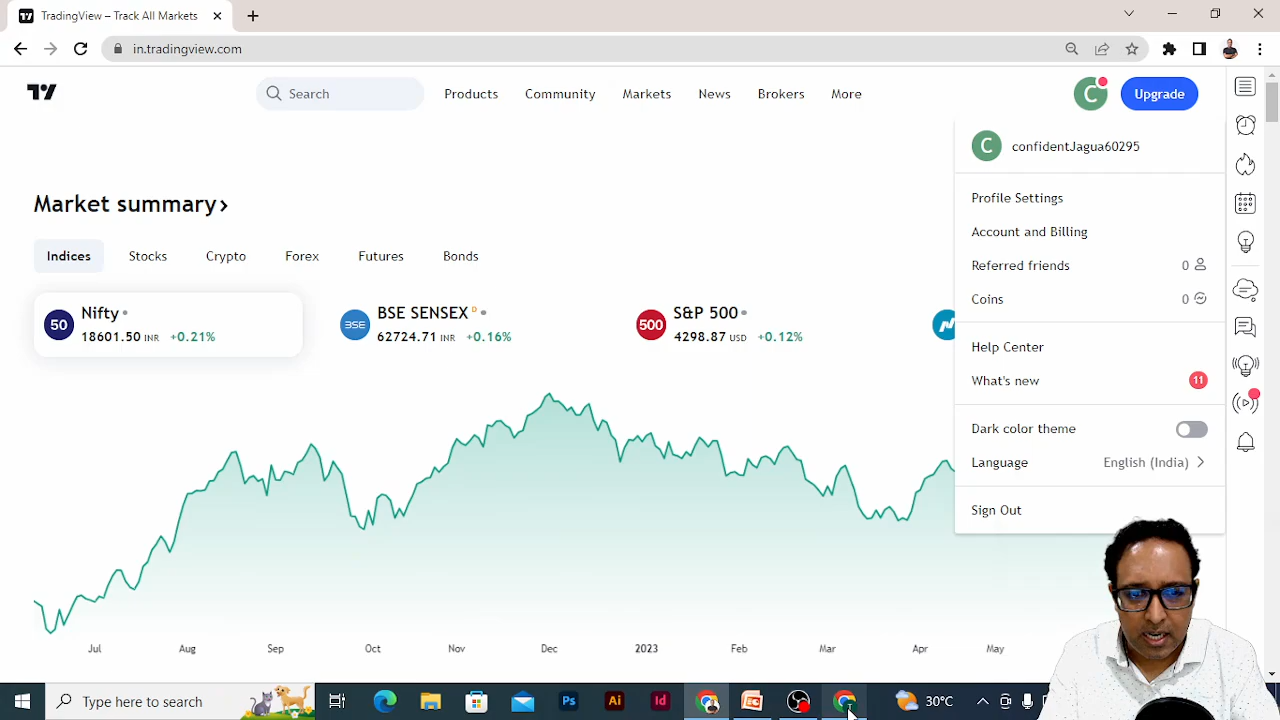 TradingView – Track All Markets
in.tradingview.com
Search
Products
Community
Markets
News
Brokers
More
C
Upgrade
C
confidentJagua60295
Profile Settings
Account and Billing
Referred friends
0
Coins
0
Help Center
What's new
11
Dark color theme
Language
English (India)
Sign Out
Market summary
Indices
Stocks
Crypto
Forex
Futures
Bonds
50
Nifty
18601.50 INR +0.21%
BSE
BSE SENSEX D
62724.71 INR +0.16%
500
S&P 500
4298.87 USD +0.12%
Jul
Aug
Sep
Oct
Nov
Dec
2023
Feb
Mar
Apr
May
Type here to search
Ps
Ai
Id
30°C